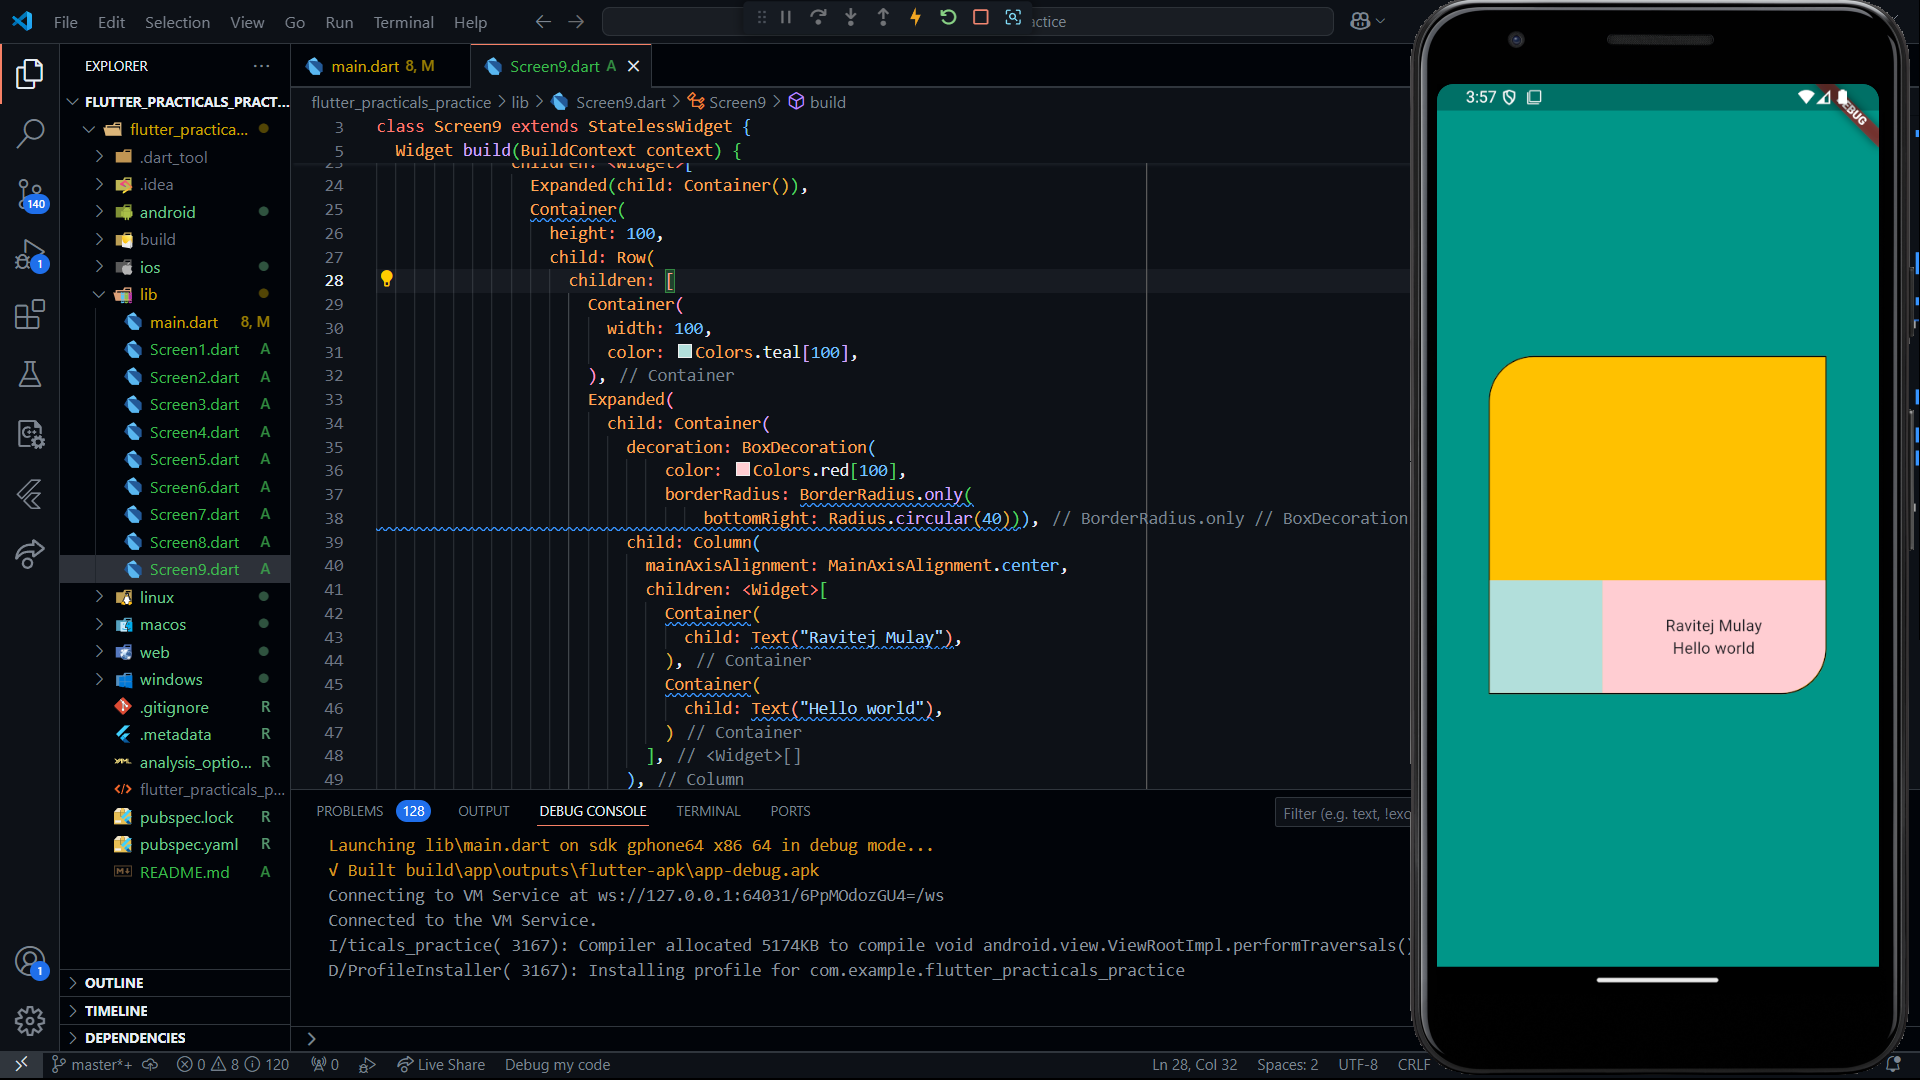 File Edit Selection View Go Run Terminal Help
actice
EXPLORER
main.dart 8, M
Screen9.dart A
FLUTTER_PRACTICALS_PRACT...
flutter_practica...
.dart_tool
.idea
android
build
ios
lib
main.dart 8, M
Screen1.dart A
Screen2.dart A
Screen3.dart A
Screen4.dart A
Screen5.dart A
Screen6.dart A
Screen7.dart A
Screen8.dart A
Screen9.dart A
linux
macos
web
windows
.gitignore R
.metadata R
analysis_optio... R
flutter_practicals_p...
pubspec.lock R
pubspec.yaml R
README.md A
OUTLINE
TIMELINE
DEPENDENCIES
140
1
1
flutter_practicals_practice > lib > Screen9.dart > Screen9 > build
3 class Screen9 extends StatelessWidget {
5 Widget build(BuildContext context) {
children: <Widget>[
24 Expanded(child: Container()),
25 Container(
26 height: 100,
27 child: Row(
28 children: [
29 Container(
30 width: 100,
31 color: Colors.teal[100],
32 ), // Container
33 Expanded(
34 child: Container(
35 decoration: BoxDecoration(
36 color: Colors.red[100],
37 borderRadius: BorderRadius.only(
38 bottomRight: Radius.circular(40))), // BorderRadius.only // BoxDecoration
39 child: Column(
40 mainAxisAlignment: MainAxisAlignment.center,
41 children: <Widget>[
42 Container(
43 child: Text("Ravitej Mulay"),
44 ), // Container
45 Container(
46 child: Text("Hello world"),
47 ) // Container
48 ], // <Widget>[]
49 ), // Column
PROBLEMS 128 OUTPUT DEBUG CONSOLE TERMINAL PORTS
Filter (e.g. text, !exo
Launching lib\main.dart on sdk gphone64 x86 64 in debug mode...
√ Built build\app\outputs\flutter-apk\app-debug.apk
Connecting to VM Service at ws://127.0.0.1:64031/6PpMOdozGU4=/ws
Connected to the VM Service.
I/ticals_practice( 3167): Compiler allocated 5174KB to compile void android.view.ViewRootImpl.performTraversals()
D/ProfileInstaller( 3167): Installing profile for com.example.flutter_practicals_practice
master*+ 0 8 120 0 Live Share Debug my code
Ln 28, Col 32 Spaces: 2 UTF-8 CRLF
3:57
Ravitej Mulay
Hello world